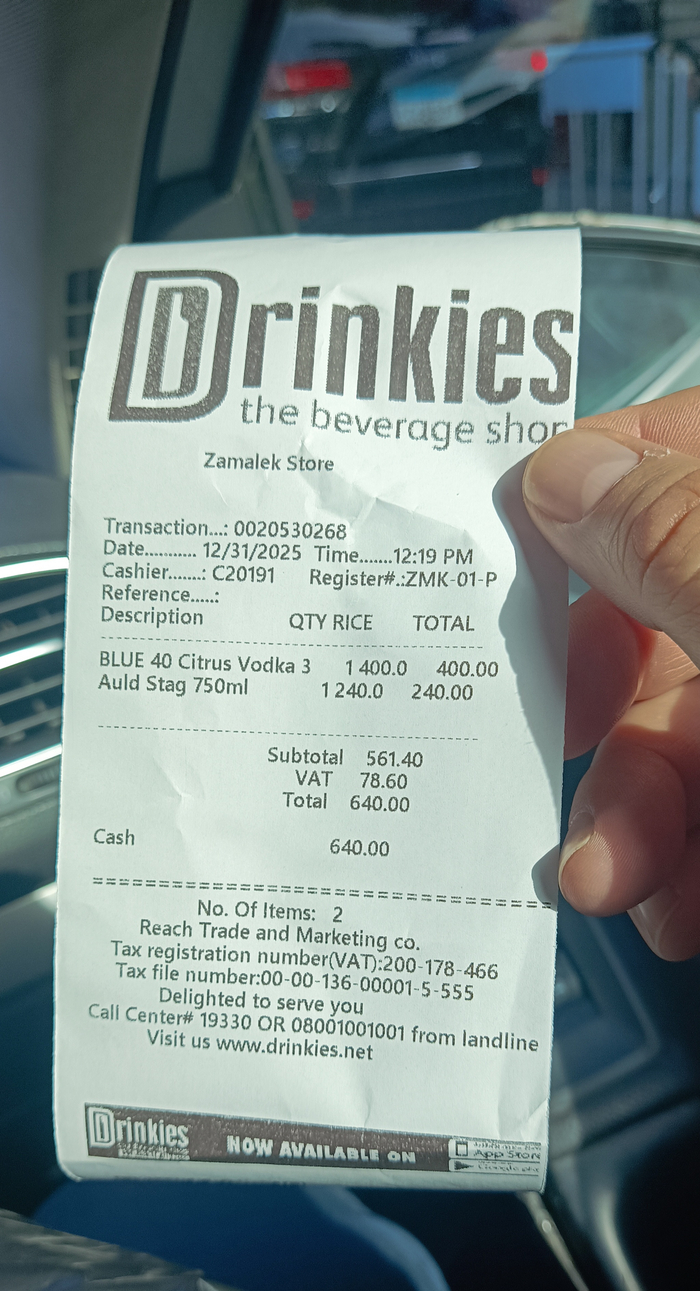 Drinkies
the beverage shop
Zamalek Store
Transaction...: 0020530268
Date........... 12/31/2025 Time.......12:19 PM
Cashier.......: C20191 Register#.:ZMK-01-P
Reference.....:
Description QTY RICE TOTAL
BLUE 40 Citrus Vodka 3 1 400.0 400.00
Auld Stag 750ml 1 240.0 240.00
Subtotal 561.40
VAT 78.60
Total 640.00
Cash 640.00
No. Of Items: 2
Reach Trade and Marketing co.
Tax registration number(VAT):200-178-466
Tax file number:00-00-136-00001-5-555
Delighted to serve you
Call Center# 19330 OR 08001001001 from landline
Visit us www.drinkies.net
Drinkies NOW AVAILABLE ON
App Store
Google play